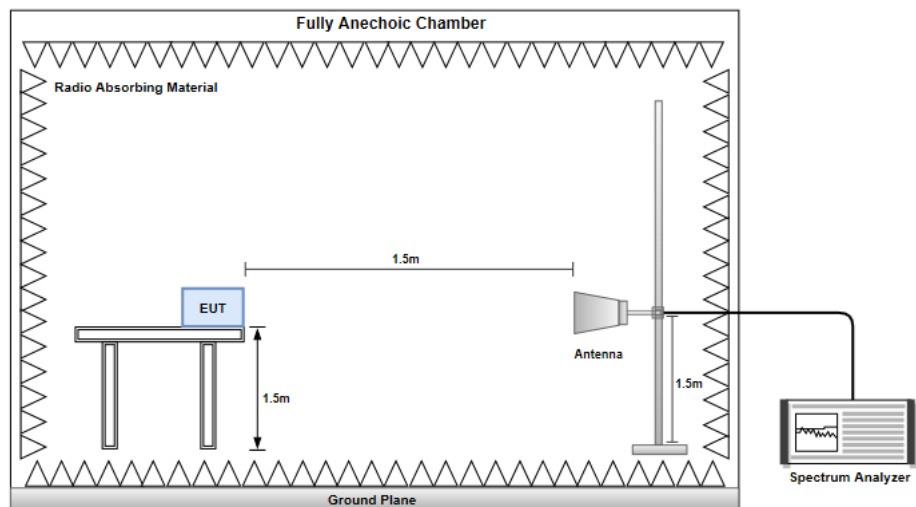 Fully Anechoic Chamber
Radio Absorbing Material
1.5m
EUT
Antenna
1.5m
1.5m
Spectrum Analyzer
Ground Plane